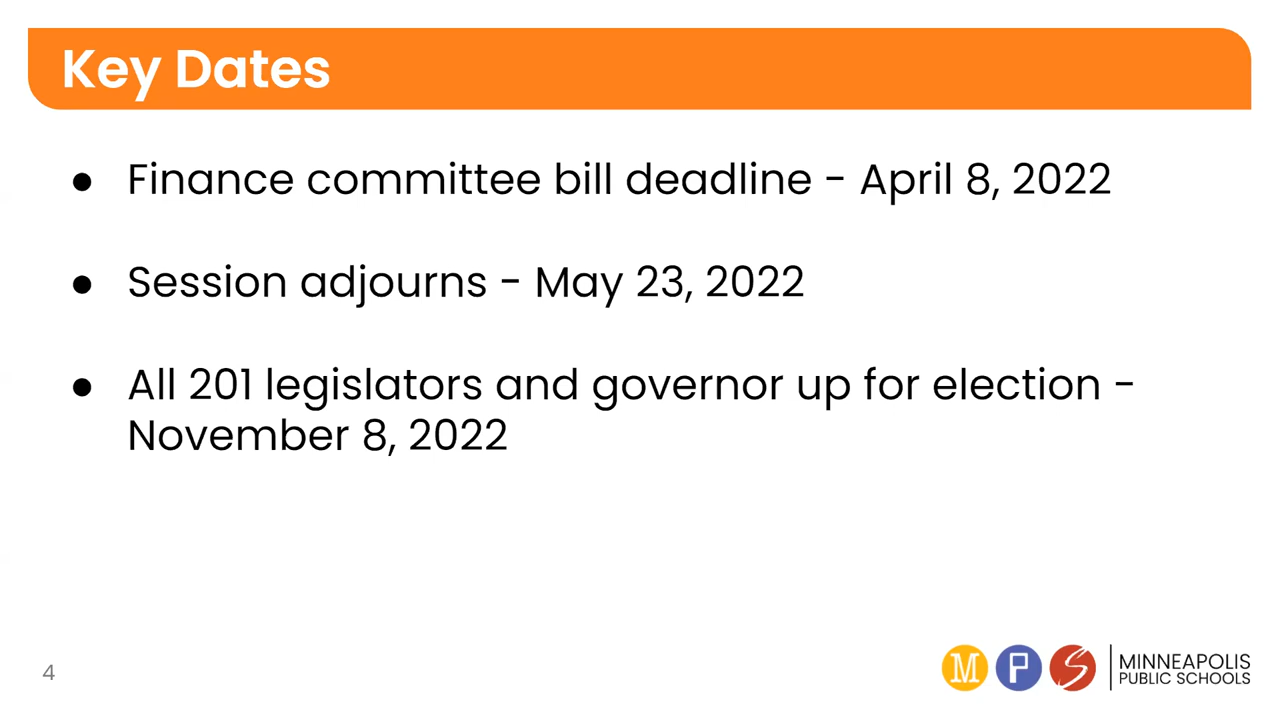 Key Dates
● Finance committee bill deadline - April 8, 2022
● Session adjourns - May 23, 2022
● All 201 legislators and governor up for election -
November 8, 2022
4
M P S MINNEAPOLIS
PUBLIC SCHOOLS